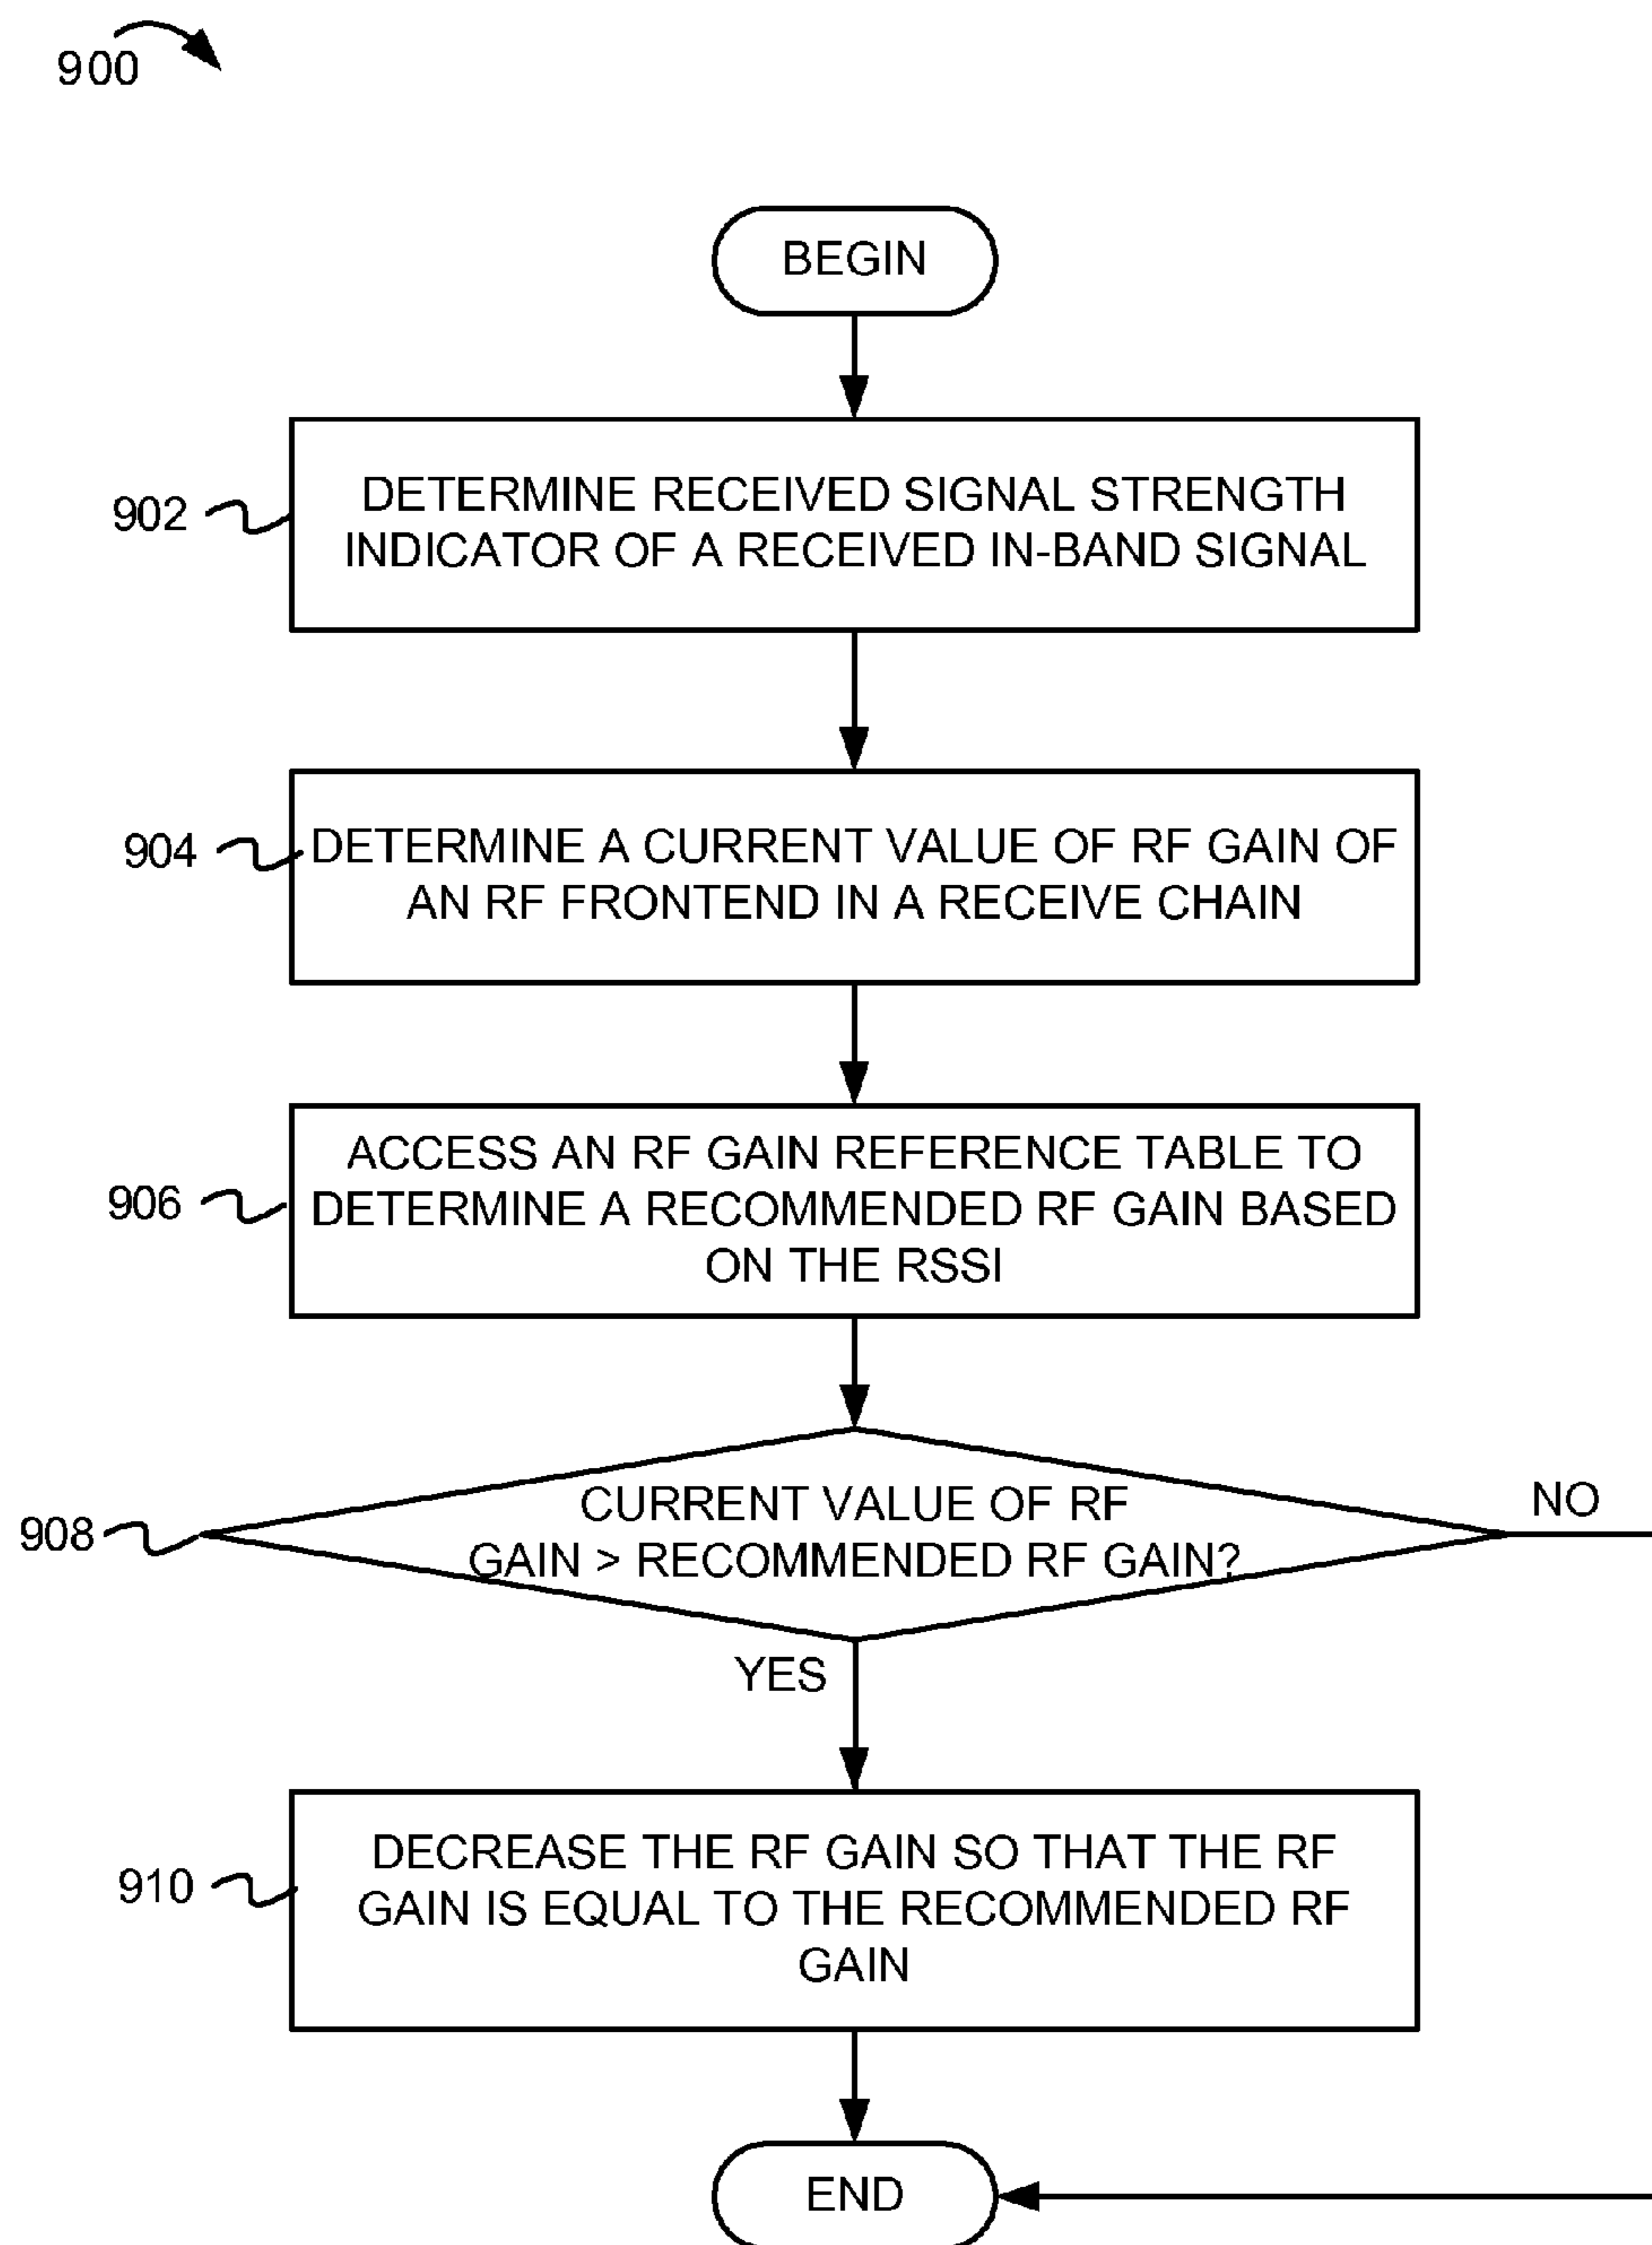 900
BEGIN
902
DETERMINE RECEIVED SIGNAL STRENGTH
INDICATOR OF A RECEIVED IN-BAND SIGNAL
904
DETERMINE A CURRENT VALUE OF RF GAIN OF
AN RF FRONTEND IN A RECEIVE CHAIN
906
ACCESS AN RF GAIN REFERENCE TABLE TO
DETERMINE A RECOMMENDED RF GAIN BASED
ON THE RSSI
908
CURRENT VALUE OF RF
GAIN > RECOMMENDED RF GAIN?
NO
YES
910
DECREASE THE RF GAIN SO THAT THE RF
GAIN IS EQUAL TO THE RECOMMENDED RF
GAIN
END